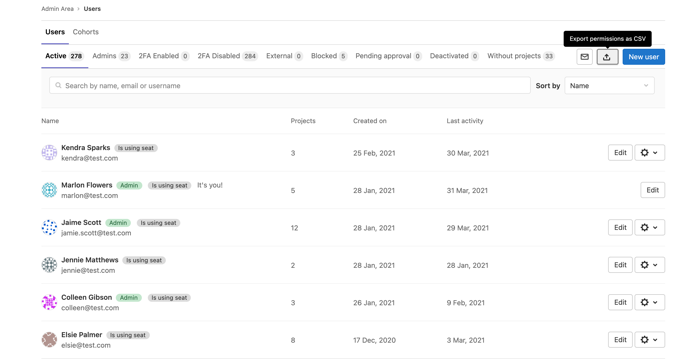 Admin Area > Users
Users Cohorts
Export permissions as CSV
Active 278 Admins 23 2FA Enabled 0 2FA Disabled 284 External 0 Blocked 5 Pending approval 0 Deactivated 0 Without projects 33 New user
Search by name, email or username Sort by Name
Name Projects Created on Last activity
Kendra Sparks Is using seat
kendra@test.com 3 25 Feb, 2021 30 Mar, 2021 Edit
Marlon Flowers Admin Is using seat It's you!
marlon@test.com 5 28 Jan, 2021 31 Mar, 2021 Edit
Jaime Scott Admin Is using seat
jamie.scott@test.com 12 28 Jan, 2021 29 Mar, 2021 Edit
Jennie Matthews Is using seat
jennie@test.com 2 28 Jan, 2021 28 Jan, 2021 Edit
Colleen Gibson Admin Is using seat
colleen@test.com 3 26 Jan, 2021 9 Feb, 2021 Edit
Elsie Palmer Is using seat
elsie@test.com 8 17 Dec, 2020 3 Mar, 2021 Edit